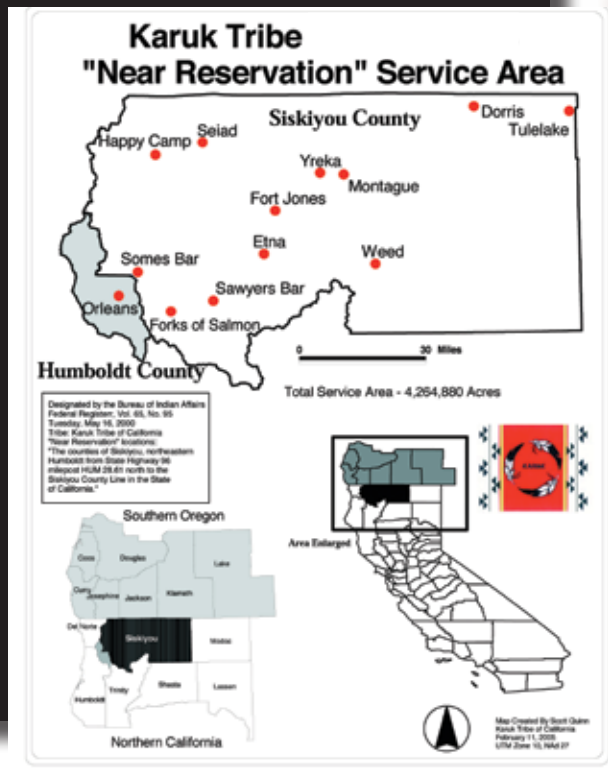 Karuk Tribe
"Near Reservation" Service Area
Siskiyou County
Dorris
Tulelake
Happy Camp
Seiad
Yreka
Montague
Fort Jones
Etna
Weed
Somes Bar
Sawyers Bar
Orleans
Forks of Salmon
0 30 Miles
Humboldt County
Total Service Area - 4,264,880 Acres
Designated by the Bureau of Indian Affairs
Federal Register, Vol. 65, No. 95
Tuesday, May 16, 2000
Tribe: Karuk Tribe of California
"Near Reservation" locations:
"The counties of Siskiyou, northeastern
Humboldt from State Highway 96
milepost HUM 28.61 north to the
Siskiyou County Line in the State
of California."
KARUK
Area Enlarged
Southern Oregon
Coos
Douglas
Lake
Curry
Josephine
Jackson
Klamath
Del Norte
Siskiyou
Modoc
Humboldt
Trinity
Shasta
Lassen
Northern California
Map Created By Scott Quinn
Karuk Tribe of California
February 11, 2005
UTM Zone 10, NAd 27